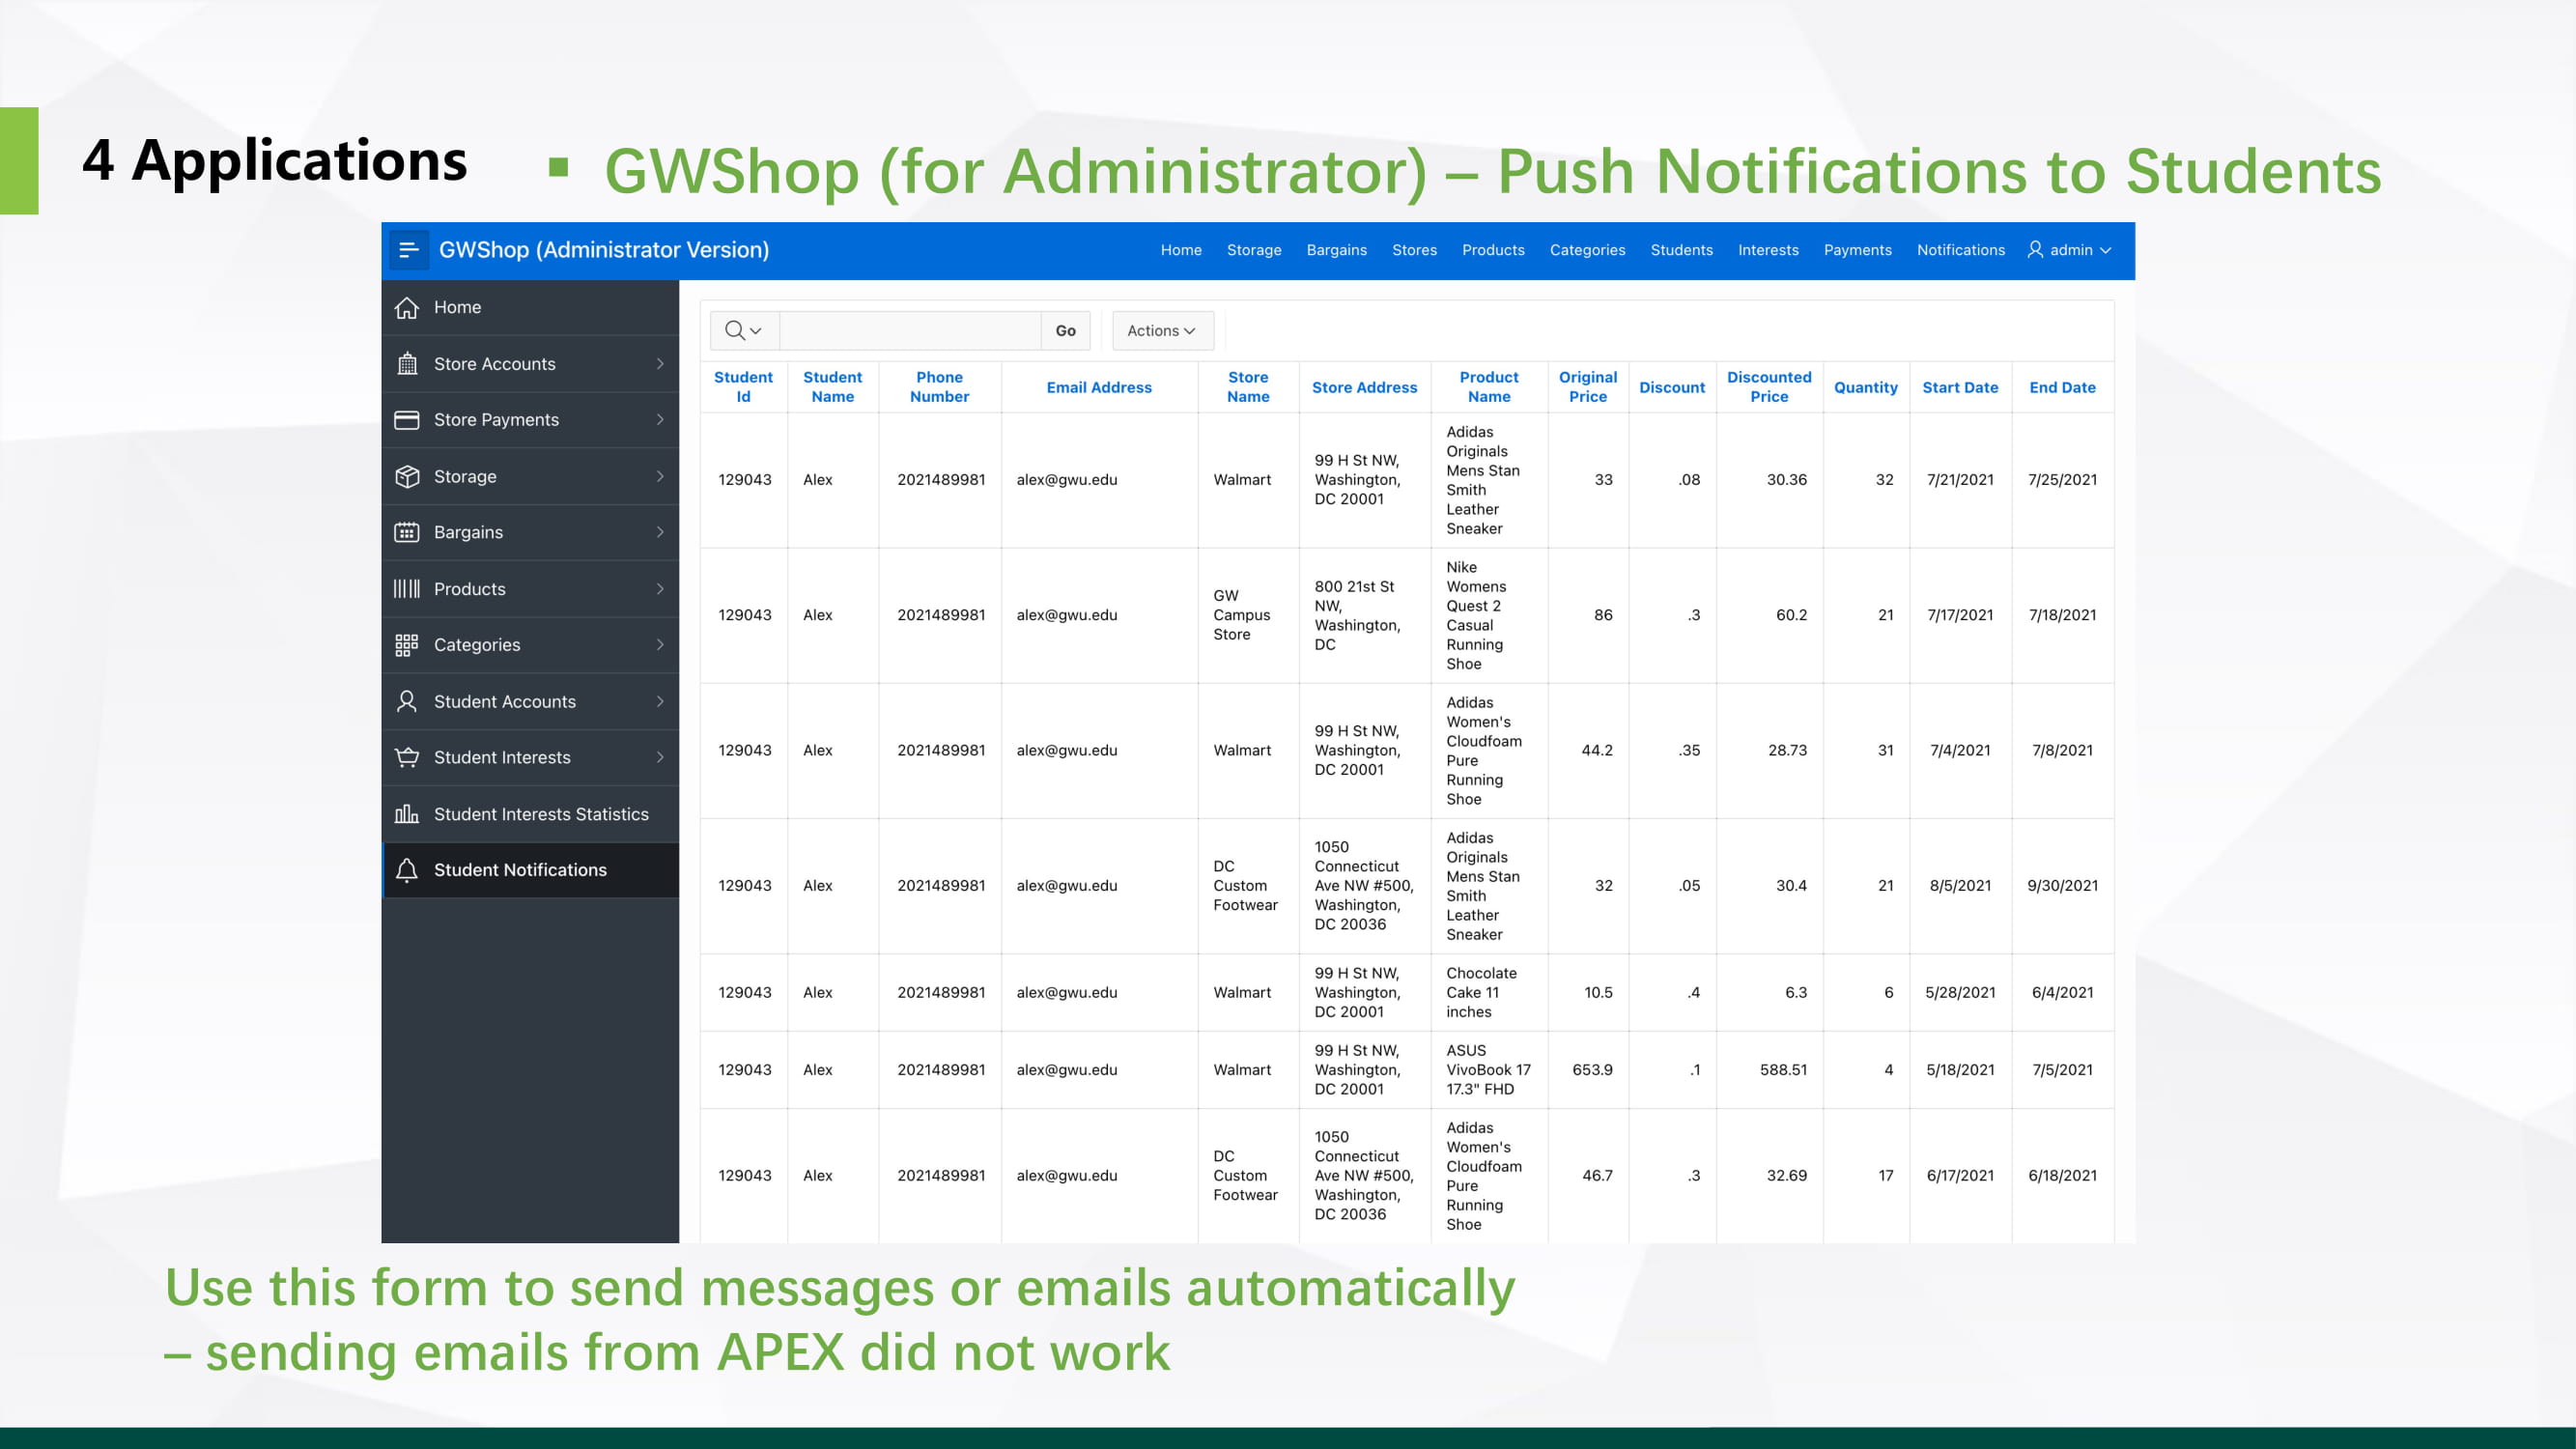 4 Applications
▪ GWShop (for Administrator) – Push Notifications to Students
GWShop (Administrator Version)
Home Storage Bargains Stores Products Categories Students Interests Payments Notifications admin
Home
Store Accounts
Store Payments
Storage
Bargains
Products
Categories
Student Accounts
Student Interests
Student Interests Statistics
Student Notifications
Go Actions
Student Id Student Name Phone Number Email Address Store Name Store Address Product Name Original Price Discount Discounted Price Quantity Start Date End Date
129043 Alex 2021489981 alex@gwu.edu Walmart 99 H St NW, Washington, DC 20001 Adidas Originals Mens Stan Smith Leather Sneaker 33 .08 30.36 32 7/21/2021 7/25/2021
129043 Alex 2021489981 alex@gwu.edu GW Campus Store 800 21st St NW, Washington, DC Nike Womens Quest 2 Casual Running Shoe 86 .3 60.2 21 7/17/2021 7/18/2021
129043 Alex 2021489981 alex@gwu.edu Walmart 99 H St NW, Washington, DC 20001 Adidas Women's Cloudfoam Pure Running Shoe 44.2 .35 28.73 31 7/4/2021 7/8/2021
129043 Alex 2021489981 alex@gwu.edu DC Custom Footwear 1050 Connecticut Ave NW #500, Washington, DC 20036 Adidas Originals Mens Stan Smith Leather Sneaker 32 .05 30.4 21 8/5/2021 9/30/2021
129043 Alex 2021489981 alex@gwu.edu Walmart 99 H St NW, Washington, DC 20001 Chocolate Cake 11 inches 10.5 .4 6.3 6 5/28/2021 6/4/2021
129043 Alex 2021489981 alex@gwu.edu Walmart 99 H St NW, Washington, DC 20001 ASUS VivoBook 17 17.3" FHD 653.9 .1 588.51 4 5/18/2021 7/5/2021
129043 Alex 2021489981 alex@gwu.edu DC Custom Footwear 1050 Connecticut Ave NW #500, Washington, DC 20036 Adidas Women's Cloudfoam Pure Running Shoe 46.7 .3 32.69 17 6/17/2021 6/18/2021
Use this form to send messages or emails automatically
– sending emails from APEX did not work